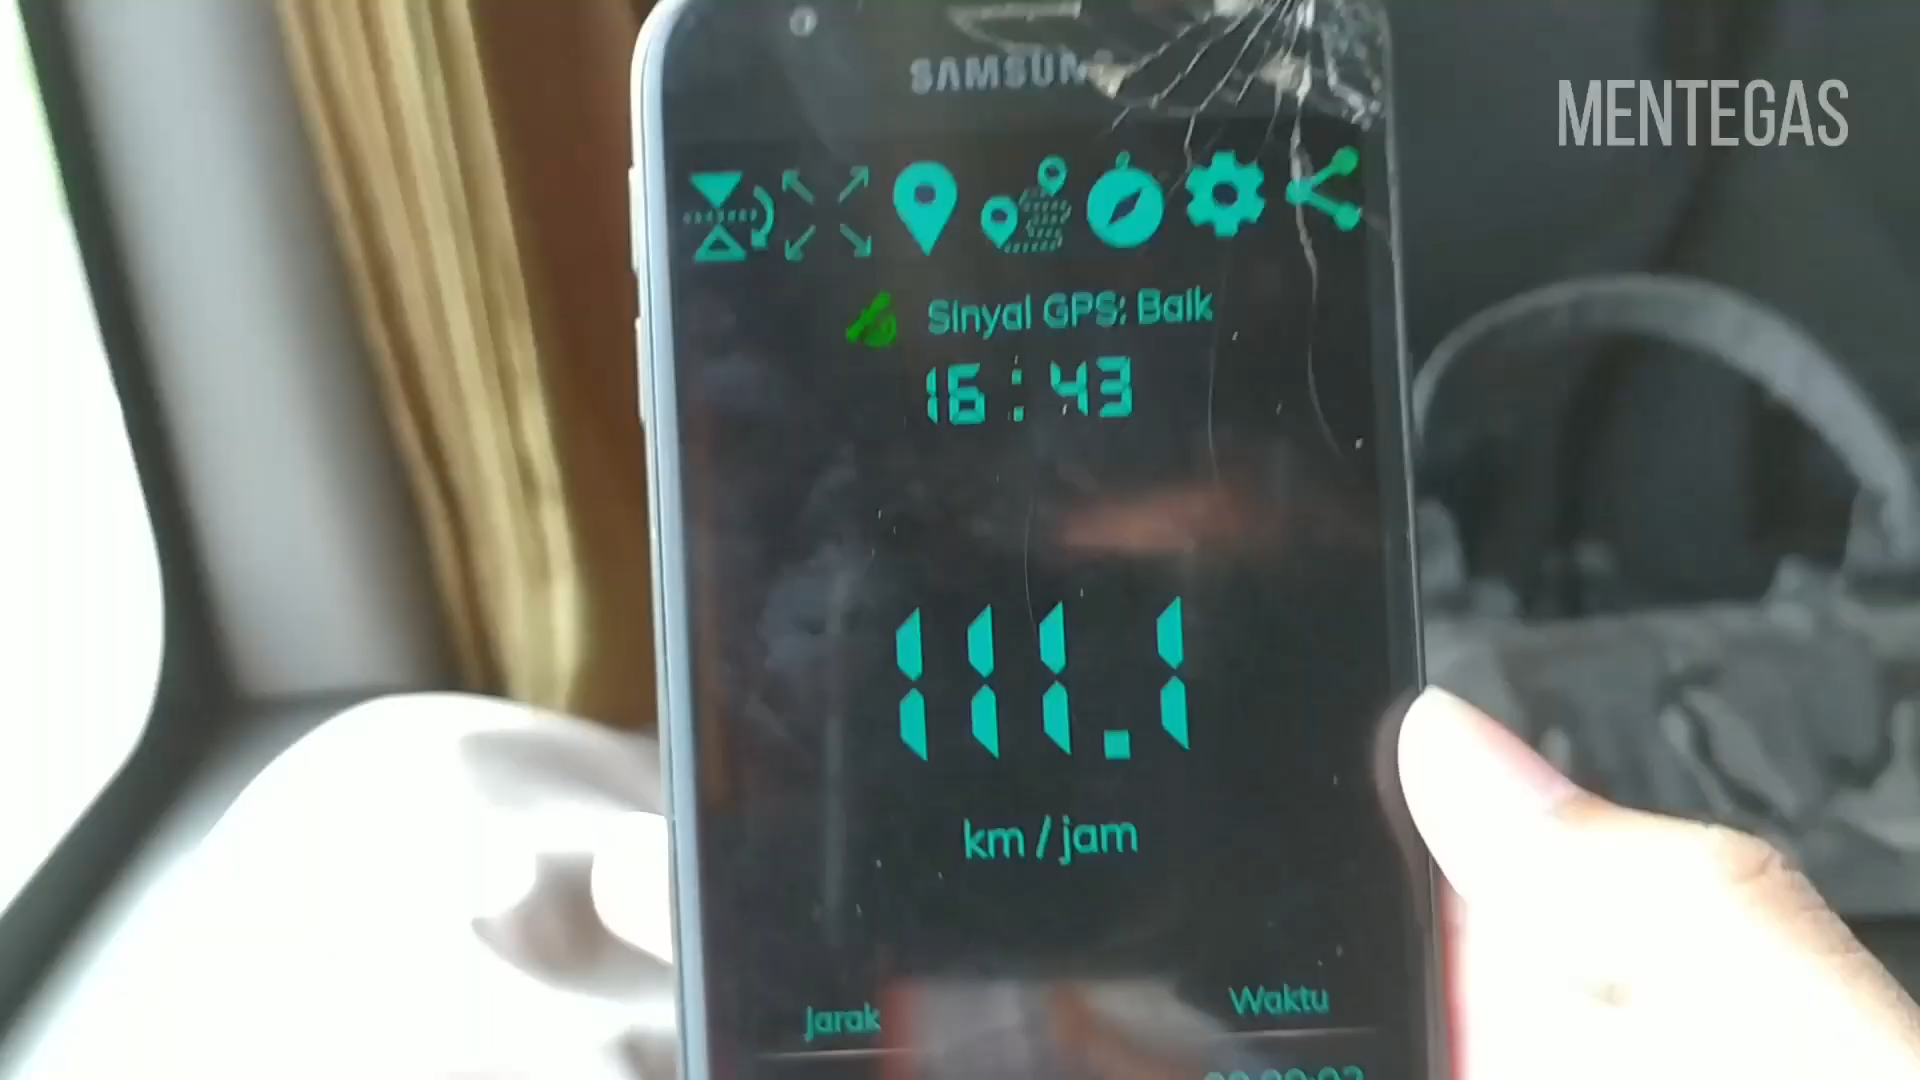 SAMSUNG
MENTEGAS
Sinyal GPS: Baik
16:43
111.1
km/jam
Jarak
Waktu